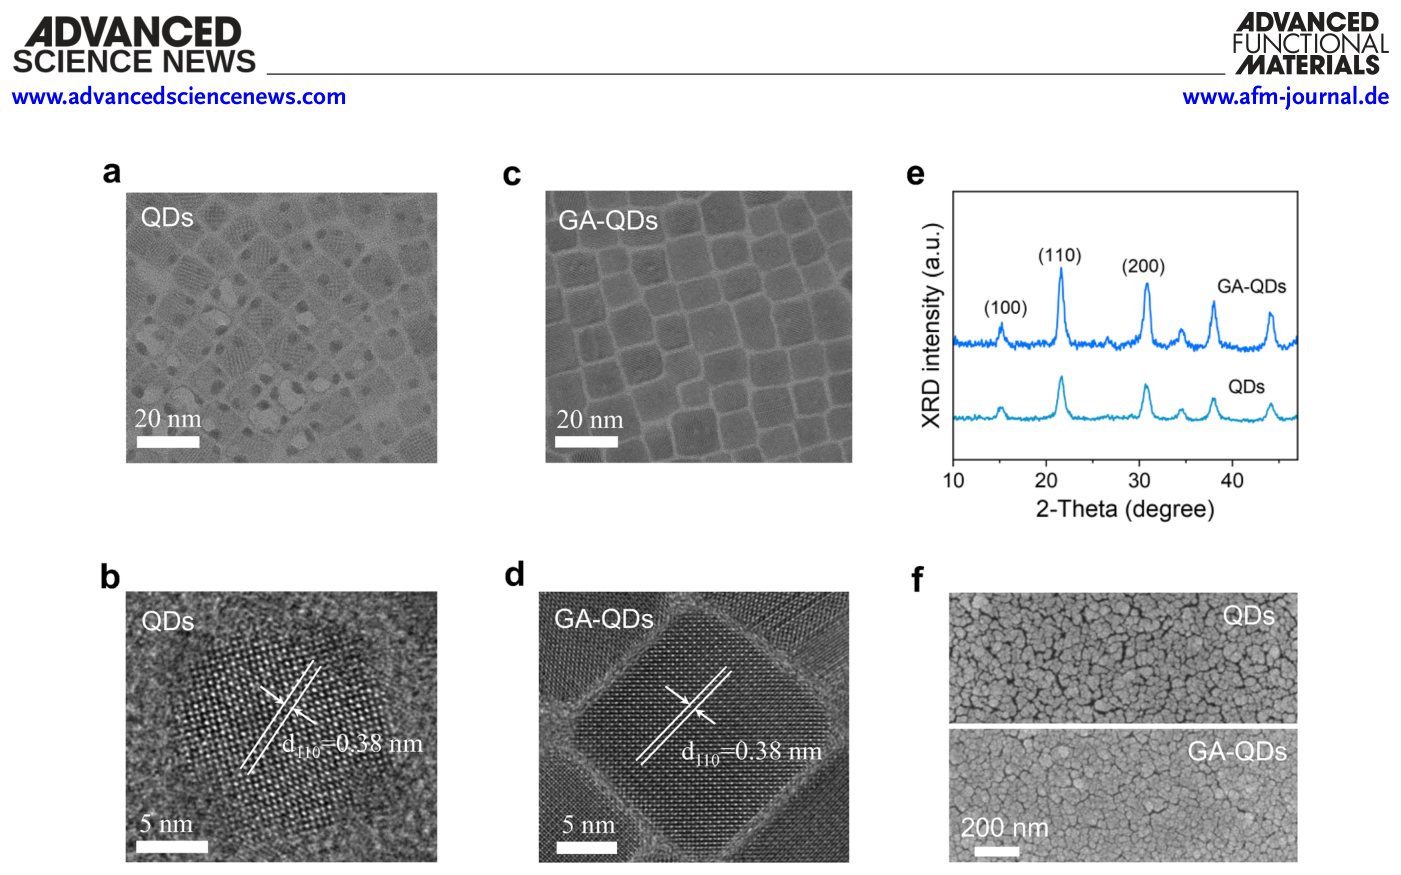 ADVANCED
SCIENCE NEWS
www.advancedsciencenews.com
ADVANCED
FUNCTIONAL
MATERIALS
www.afm-journal.de
a
QDs
20 nm
c
GA-QDs
20 nm
e
XRD intensity (a.u.)
(100)
(110)
(200)
GA-QDs
QDs
10 20 30 40
2-Theta (degree)
b
QDs
d110=0.38 nm
5 nm
d
GA-QDs
d110=0.38 nm
5 nm
f
QDs
GA-QDs
200 nm